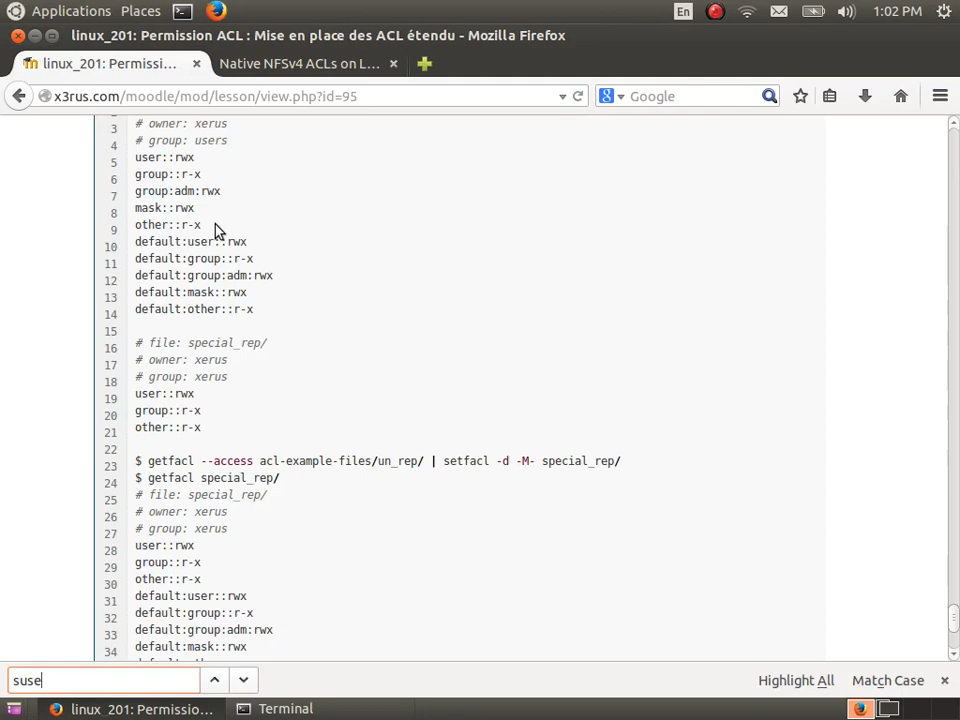 Applications Places En 1:02 PM
linux_201: Permission ACL : Mise en place des ACL étendu - Mozilla Firefox
linux_201: Permissi... Native NFSv4 ACLs on L...
x3rus.com/moodle/mod/lesson/view.php?id=95 Google
3 # owner: xerus
4 # group: users
5 user::rwx
6 group::r-x
7 group:adm:rwx
8 mask::rwx
9 other::r-x
10 default:user::rwx
11 default:group::r-x
12 default:group:adm:rwx
13 default:mask::rwx
14 default:other::r-x
15
16 # file: special_rep/
17 # owner: xerus
18 # group: xerus
19 user::rwx
20 group::r-x
21 other::r-x
22
23 $ getfacl --access acl-example-files/un_rep/ | setfacl -d -M- special_rep/
24 $ getfacl special_rep/
25 # file: special_rep/
26 # owner: xerus
27 # group: xerus
28 user::rwx
29 group::r-x
30 other::r-x
31 default:user::rwx
32 default:group::r-x
33 default:group:adm:rwx
34 default:mask::rwx
suse Highlight All Match Case
linux_201: Permissio... Terminal